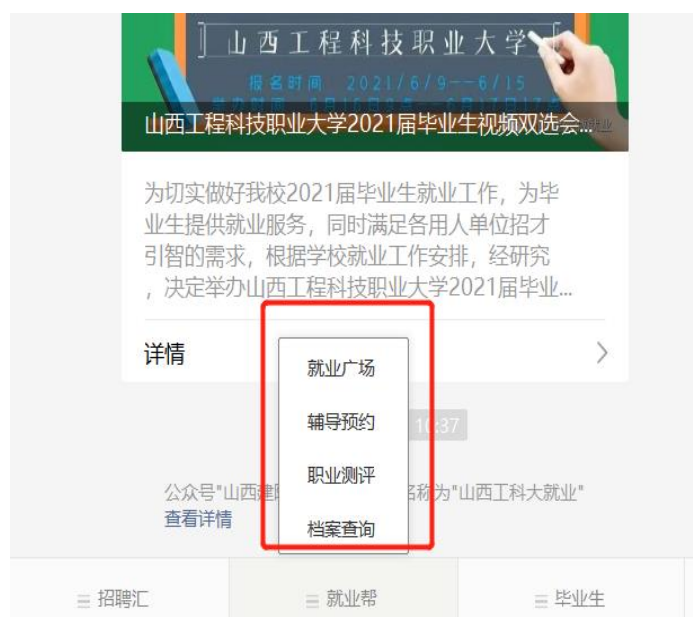 山西工程科技职业大学
报名时间 2021/6/9--6/15
山西工程科技职业大学2021届毕业生视频双选会...
为切实做好我校2021届毕业生就业工作，为毕
业生提供就业服务，同时满足各用人单位招才
引智的需求，根据学校就业工作安排，经研究
，决定举办山西工程科技职业大学2021届毕业...
详情
就业广场
辅导预约
10:37
职业测评
公众号"山西建 名称为"山西工科大就业"
查看详情
档案查询
招聘汇
就业帮
毕业生